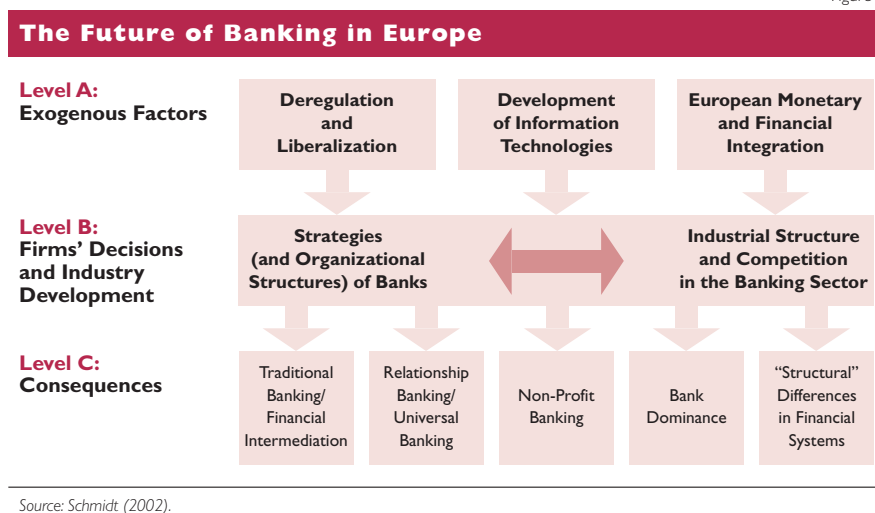 Figure
The Future of Banking in Europe
Level A:
Exogenous Factors
Deregulation
and
Liberalization
Development
of Information
Technologies
European Monetary
and Financial
Integration
Level B:
Firms’ Decisions
and Industry
Development
Strategies
(and Organizational
Structures) of Banks
Industrial Structure
and Competition
in the Banking Sector
Level C:
Consequences
Traditional
Banking/
Financial
Intermediation
Relationship
Banking/
Universal
Banking
Non-Profit
Banking
Bank
Dominance
“Structural”
Differences
in Financial
Systems
Source: Schmidt (2002).